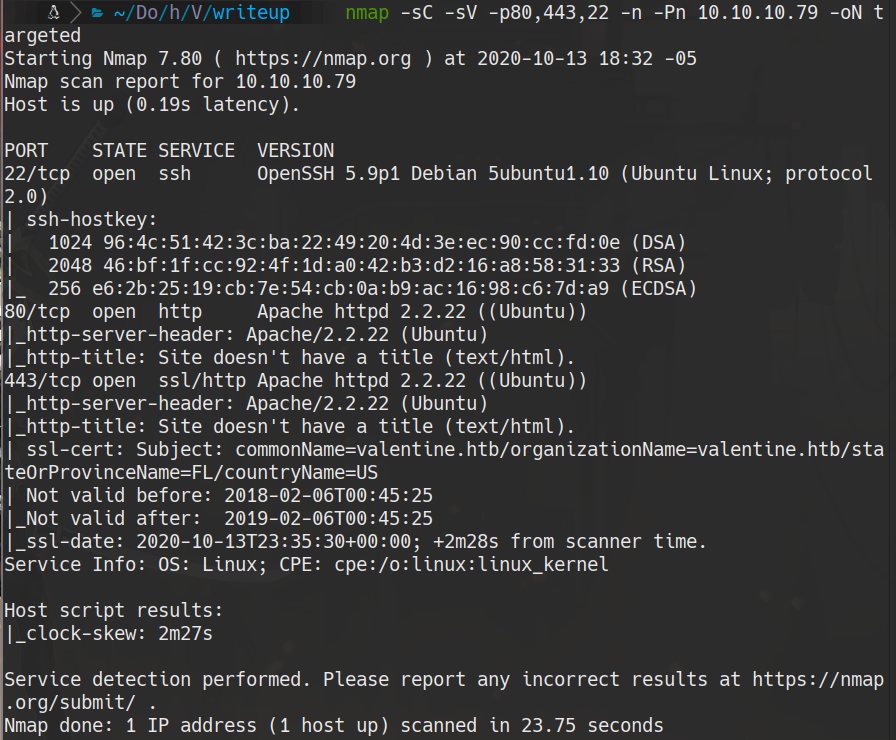 ~/Do/h/V/writeup nmap -sC -sV -p80,443,22 -n -Pn 10.10.10.79 -oN t
argeted
Starting Nmap 7.80 ( https://nmap.org ) at 2020-10-13 18:32 -05
Nmap scan report for 10.10.10.79
Host is up (0.19s latency).
PORT STATE SERVICE VERSION
22/tcp open ssh OpenSSH 5.9p1 Debian 5ubuntu1.10 (Ubuntu Linux; protocol
2.0)
| ssh-hostkey:
| 1024 96:4c:51:42:3c:ba:22:49:20:4d:3e:ec:90:cc:fd:0e (DSA)
| 2048 46:bf:1f:cc:92:4f:1d:a0:42:b3:d2:16:a8:58:31:33 (RSA)
|_ 256 e6:2b:25:19:cb:7e:54:cb:0a:b9:ac:16:98:c6:7d:a9 (ECDSA)
80/tcp open http Apache httpd 2.2.22 ((Ubuntu))
|_http-server-header: Apache/2.2.22 (Ubuntu)
|_http-title: Site doesn't have a title (text/html).
443/tcp open ssl/http Apache httpd 2.2.22 ((Ubuntu))
|_http-server-header: Apache/2.2.22 (Ubuntu)
|_http-title: Site doesn't have a title (text/html).
| ssl-cert: Subject: commonName=valentine.htb/organizationName=valentine.htb/sta
teOrProvinceName=FL/countryName=US
| Not valid before: 2018-02-06T00:45:25
|_Not valid after: 2019-02-06T00:45:25
|_ssl-date: 2020-10-13T23:35:30+00:00; +2m28s from scanner time.
Service Info: OS: Linux; CPE: cpe:/o:linux:linux_kernel
Host script results:
|_clock-skew: 2m27s
Service detection performed. Please report any incorrect results at https://nmap
.org/submit/ .
Nmap done: 1 IP address (1 host up) scanned in 23.75 seconds